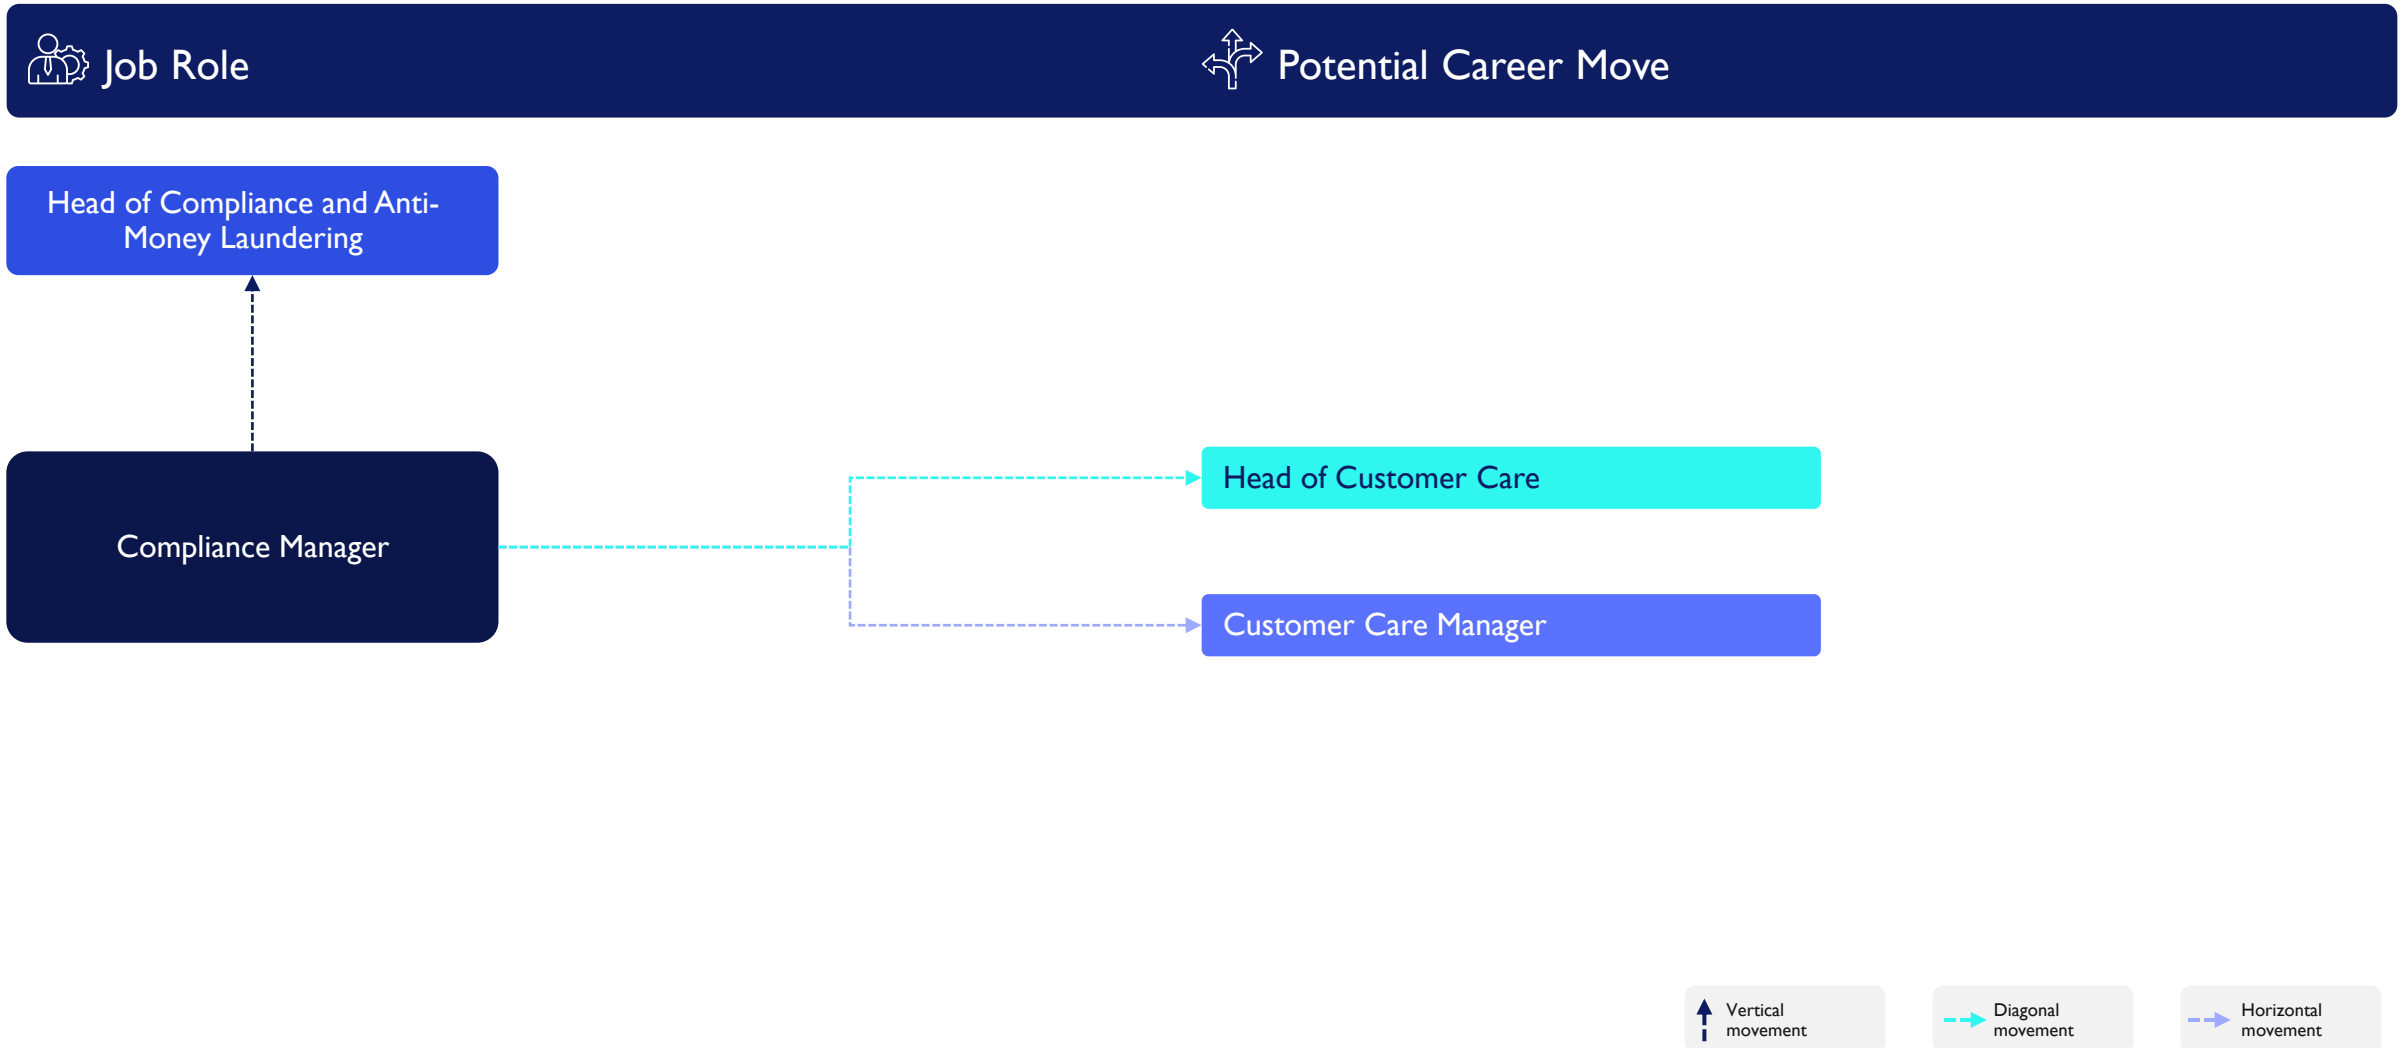 Job Role
Potential Career Move
Head of Compliance and Anti-
Money Laundering
Compliance Manager
Head of Customer Care
Customer Care Manager
Vertical
movement
Diagonal
movement
Horizontal
movement